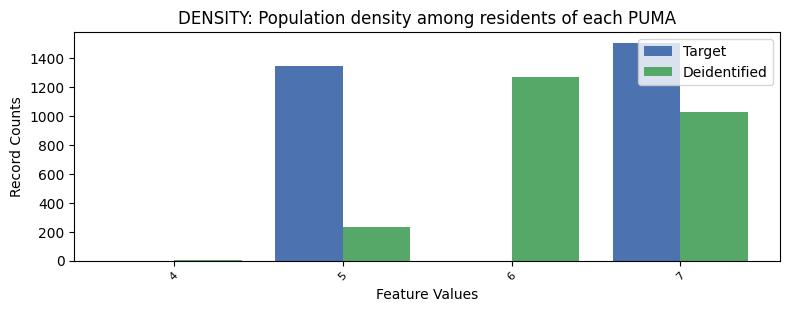 DENSITY: Population density among residents of each PUMA
Target
Deidentified
Record Counts
1400
1200
1000
800
600
400
200
0
4
5
6
7
Feature Values